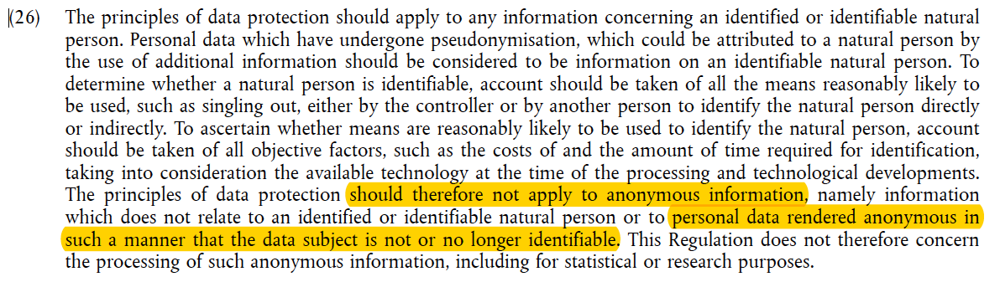 (26) The principles of data protection should apply to any information concerning an identified or identifiable natural
person. Personal data which have undergone pseudonymisation, which could be attributed to a natural person by
the use of additional information should be considered to be information on an identifiable natural person. To
determine whether a natural person is identifiable, account should be taken of all the means reasonably likely to
be used, such as singling out, either by the controller or by another person to identify the natural person directly
or indirectly. To ascertain whether means are reasonably likely to be used to identify the natural person, account
should be taken of all objective factors, such as the costs of and the amount of time required for identification,
taking into consideration the available technology at the time of the processing and technological developments.
The principles of data protection should therefore not apply to anonymous information, namely information
which does not relate to an identified or identifiable natural person or to personal data rendered anonymous in
such a manner that the data subject is not or no longer identifiable. This Regulation does not therefore concern
the processing of such anonymous information, including for statistical or research purposes.